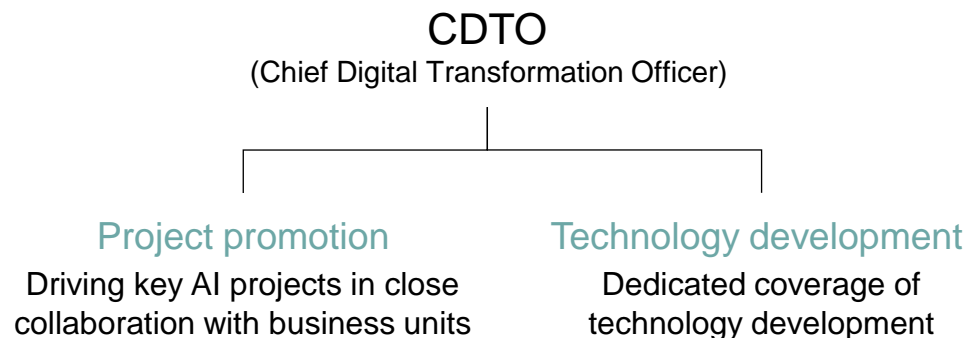 CDTO
(Chief Digital Transformation Officer)
Project promotion
Driving key AI projects in close
collaboration with business units
Technology development
Dedicated coverage of
technology development